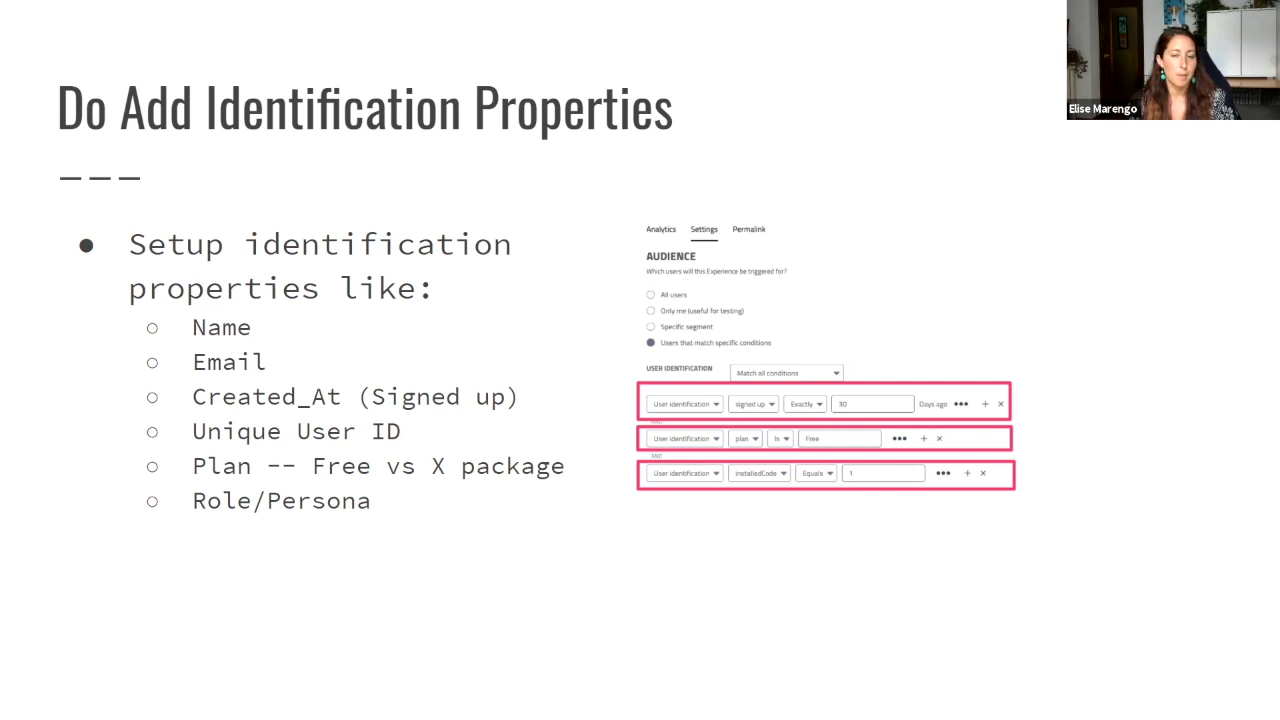 Elise Marengo
Do Add Identification Properties
● Setup identification
properties like:
○ Name
○ Email
○ Created_At (Signed up)
○ Unique User ID
○ Plan -- Free vs X package
○ Role/Persona
Analytics Settings Permalink
AUDIENCE
Which users will this Experience be triggered for?
All users
Only me (useful for testing)
Specific segment
Users that match specific conditions
USER IDENTIFICATION Match all conditions
User identification signed up Exactly 30 Days ago ••• + ×
AND
User identification plan Is Free ••• + ×
AND
User identification installedCode Equals 1 ••• + ×